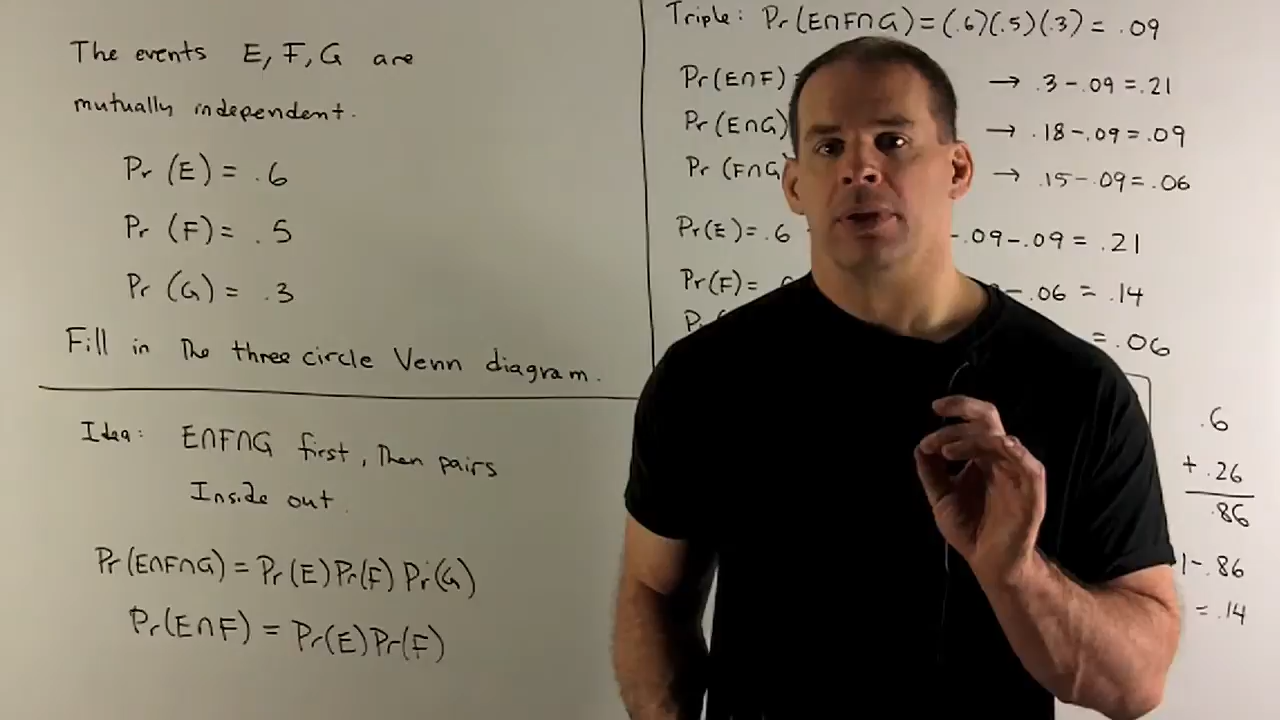 The events E, F, G are
mutually independent.
Pr (E) = .6
Pr (F) = .5
Pr (G) = .3
Fill in The three circle Venn diagram.
Idea: E∩F∩G first, Then pairs
Inside out.
Pr(E∩F∩G) = Pr(E)Pr(F)Pr(G)
Pr(E∩F) = Pr(E)Pr(F)
Triple: Pr(E∩F∩G) = (.6)(.5)(.3) = .09
Pr(E∩F) → .3-.09 = .21
Pr(E∩G) → .18-.09 = .09
Pr(F∩G → .15-.09 = .06
Pr(E) = .6 -.09-.09 = .21
Pr(F) = -.06 = .14
= .06
.6
+ .26
.86
1-.86
= .14